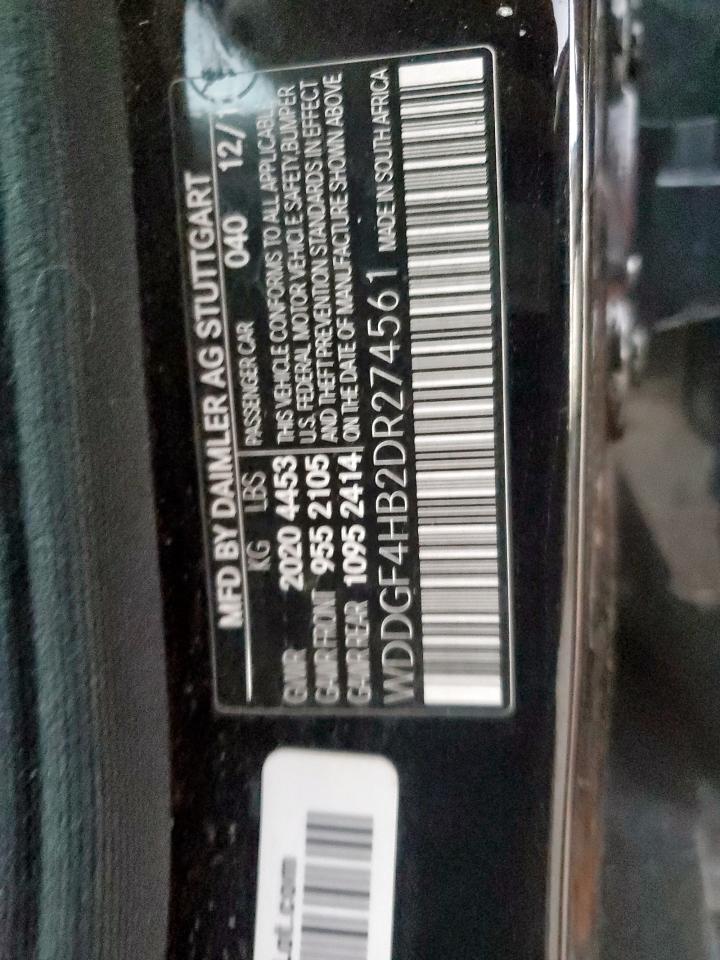 MFD BY DAIMLER AG STUTTGART
040 12/1
KG LBS PASSENGER CAR
GVWR 2020 4453 THIS VEHICLE CONFORMS TO ALL APPLICABLE
GAWR FRONT 955 2105 U.S. FEDERAL MOTOR VEHICLE SAFETY,BUMPER
GAWR REAR 1095 2414 AND THEFT PREVENTION STANDARDS IN EFFECT
ON THE DATE OF MANUFACTURE SHOWN ABOVE
WDDGF4HB2DR274561 MADE IN SOUTH AFRICA